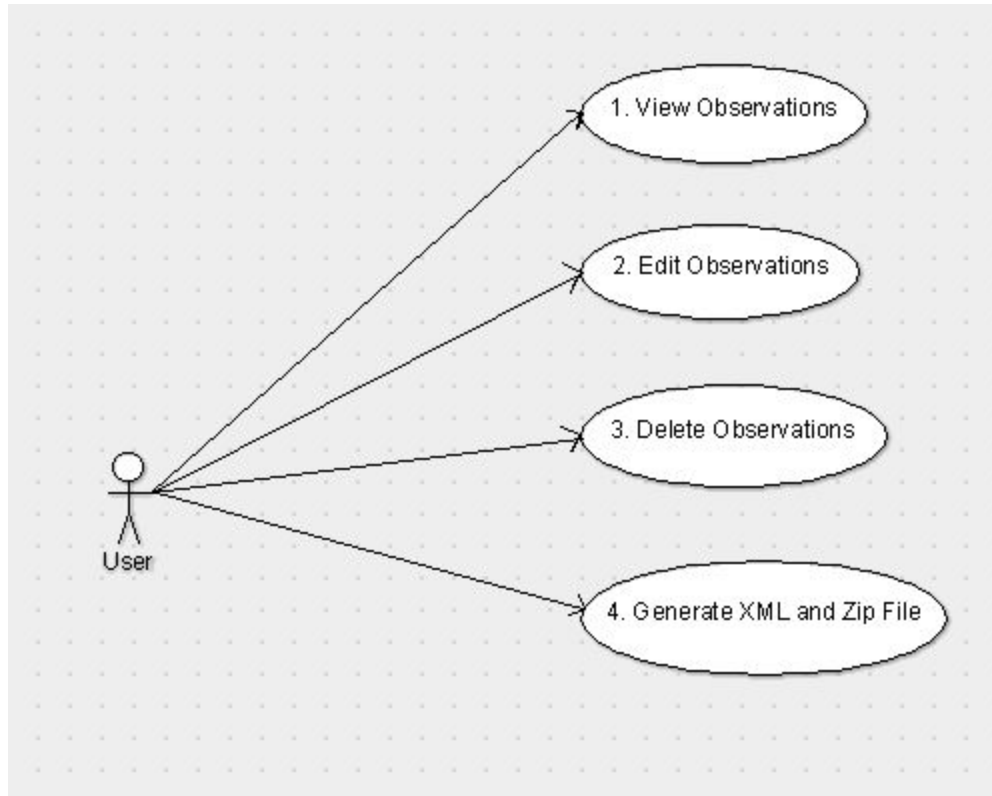 1. View Observations
2. Edit Observations
3. Delete Observations
User
4. Generate XML and Zip File